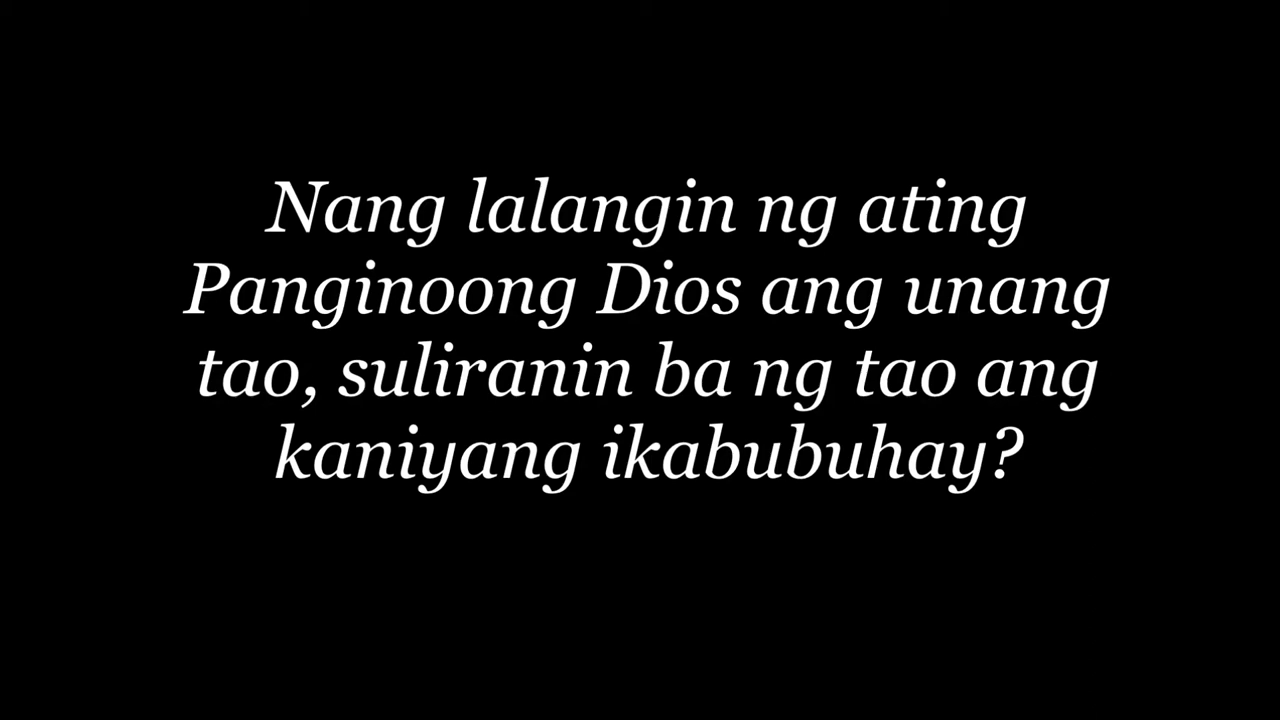 Nang lalangin ng ating
Panginoong Dios ang unang
tao, suliranin ba ng tao ang
kaniyang ikabubuhay?